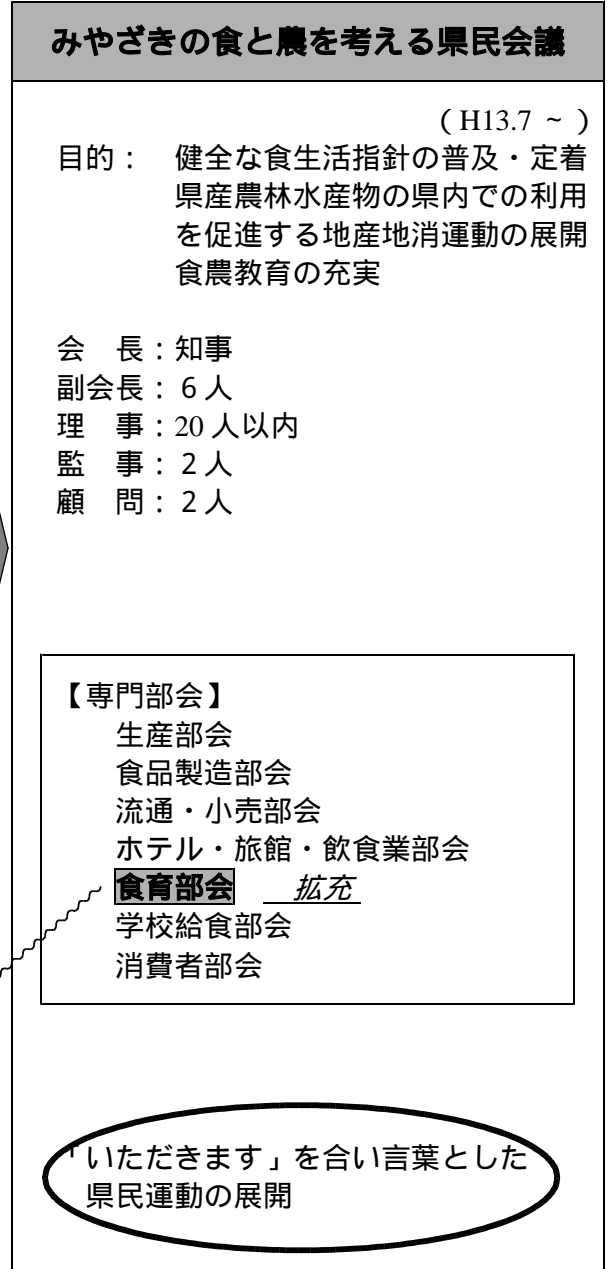 みやざきの食と農を考える県民会議
（H13.7 ~ ）
目的： 健全な食生活指針の普及・定着
県産農林水産物の県内での利用
を促進する地産地消運動の展開
食農教育の充実
会　長：知事
副会長：６人
理　事：20 人以内
監　事：２人
顧　問：２人
【専門部会】
生産部会
食品製造部会
流通・小売部会
ホテル・旅館・飲食業部会
食育部会　拡充
学校給食部会
消費者部会
「いただきます」を合い言葉とした
県民運動の展開